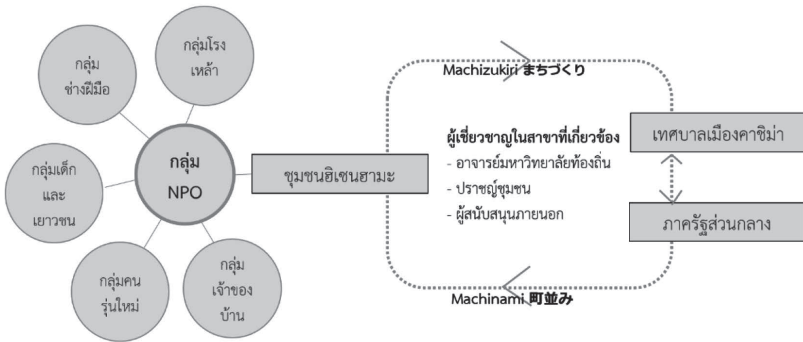 กลุ่มโรง
เหล้า
กลุ่ม
ช่างฝีมือ
กลุ่มเด็ก
และ
เยาวชน
กลุ่มคน
รุ่นใหม่
กลุ่ม
เจ้าของ
บ้าน
กลุ่ม
NPO
ชุมชนฮิเซนฮามะ
Machizukiri まちづくり
ผู้เชี่ยวชาญในสาขาที่เกี่ยวข้อง
- อาจารย์มหาวิทยาลัยท้องถิ่น
- ปราชญ์ชุมชน
- ผู้สนับสนุนภายนอก
Machinami 町並み
เทศบาลเมืองคาชิม่า
ภาครัฐส่วนกลาง